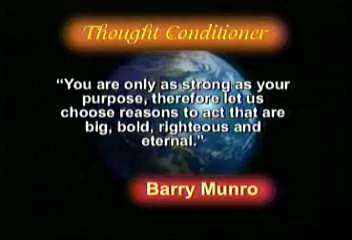 Thought Conditioner
“You are only as strong as your
purpose, therefore let us
choose reasons to act that are
big, bold, righteous and
eternal.”
Barry Munro